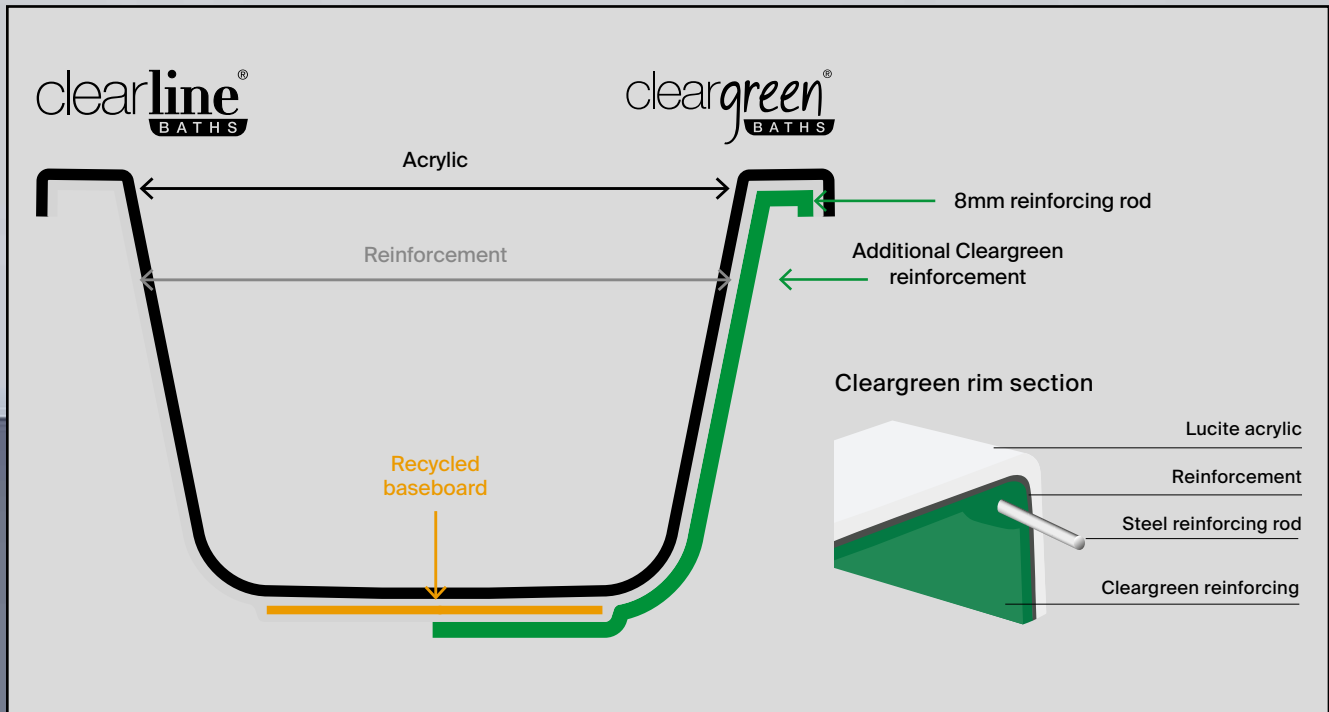 clearline®
BATHS
cleargreen®
BATHS
Acrylic
8mm reinforcing rod
Reinforcement
Additional Cleargreen
reinforcement
Cleargreen rim section
Lucite acrylic
Recycled
baseboard
Reinforcement
Steel reinforcing rod
Cleargreen reinforcing